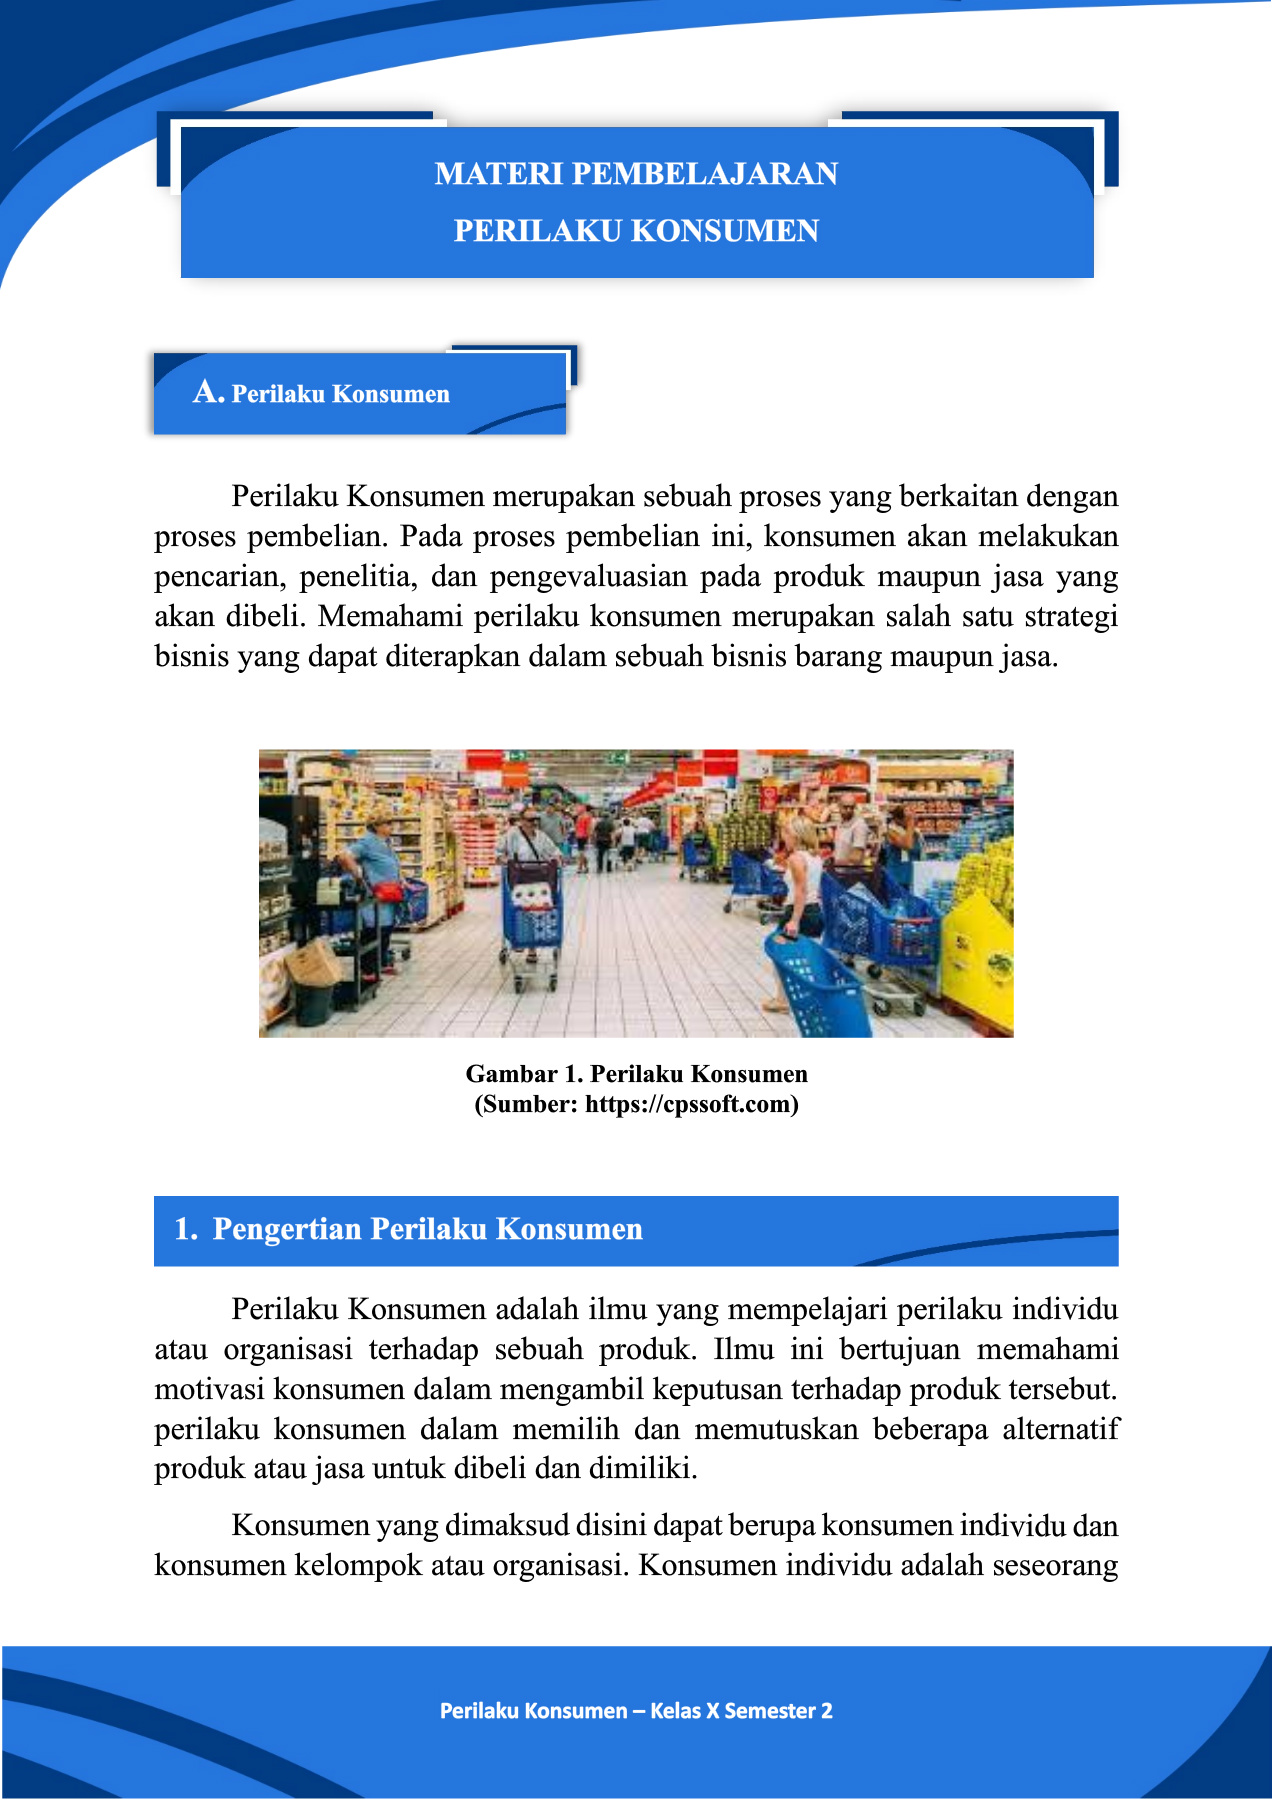 MATERI PEMBELAJARAN
PERILAKU KONSUMEN
A. Perilaku Konsumen
Perilaku Konsumen merupakan sebuah proses yang berkaitan dengan
proses pembelian. Pada proses pembelian ini, konsumen akan melakukan
pencarian, penelitia, dan pengevaluasian pada produk maupun jasa yang
akan dibeli. Memahami perilaku konsumen merupakan salah satu strategi
bisnis yang dapat diterapkan dalam sebuah bisnis barang maupun jasa.
Gambar 1. Perilaku Konsumen
(Sumber: https://cpssoft.com)
1. Pengertian Perilaku Konsumen
Perilaku Konsumen adalah ilmu yang mempelajari perilaku individu
atau organisasi terhadap sebuah produk. Ilmu ini bertujuan memahami
motivasi konsumen dalam mengambil keputusan terhadap produk tersebut.
perilaku konsumen dalam memilih dan memutuskan beberapa alternatif
produk atau jasa untuk dibeli dan dimiliki.
Konsumen yang dimaksud disini dapat berupa konsumen individu dan
konsumen kelompok atau organisasi. Konsumen individu adalah seseorang
Perilaku Konsumen – Kelas X Semester 2